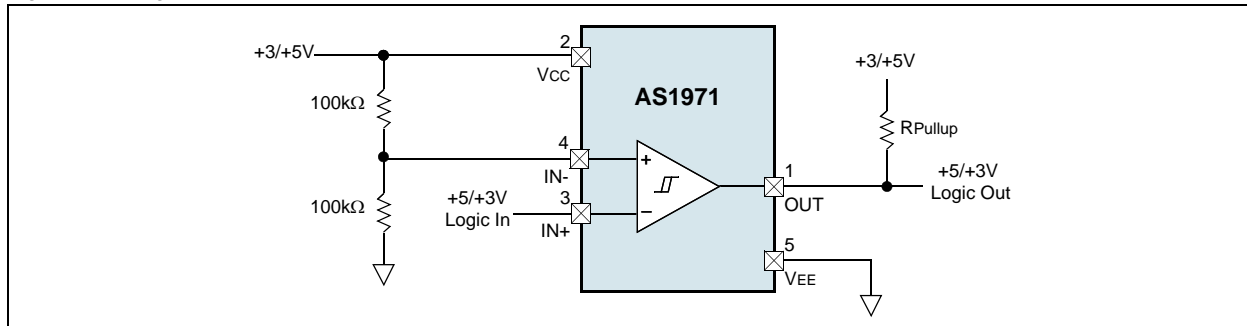 +3/+5V
2
VCC
AS1971
+3/+5V
100kΩ
RPullup
4
IN-
+
1
OUT
+5/+3V
Logic Out
100kΩ
+5/+3V
Logic In
3
IN+
–
5
VEE